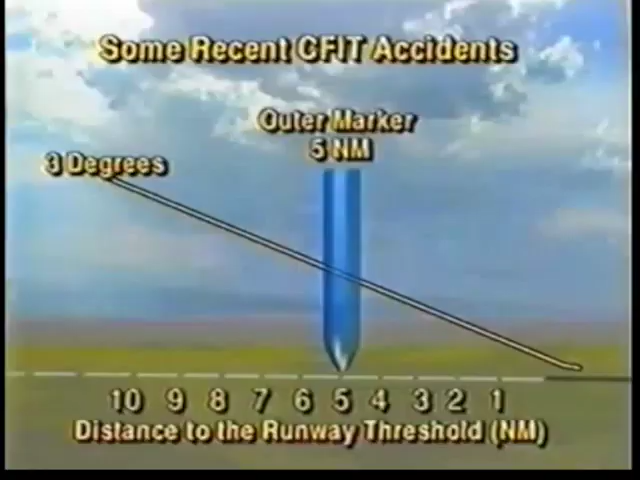 Some Recent CFIT Accidents
Outer Marker
5 NM
3 Degrees
10 9 8 7 6 5 4 3 2 1
Distance to the Runway Threshold (NM)